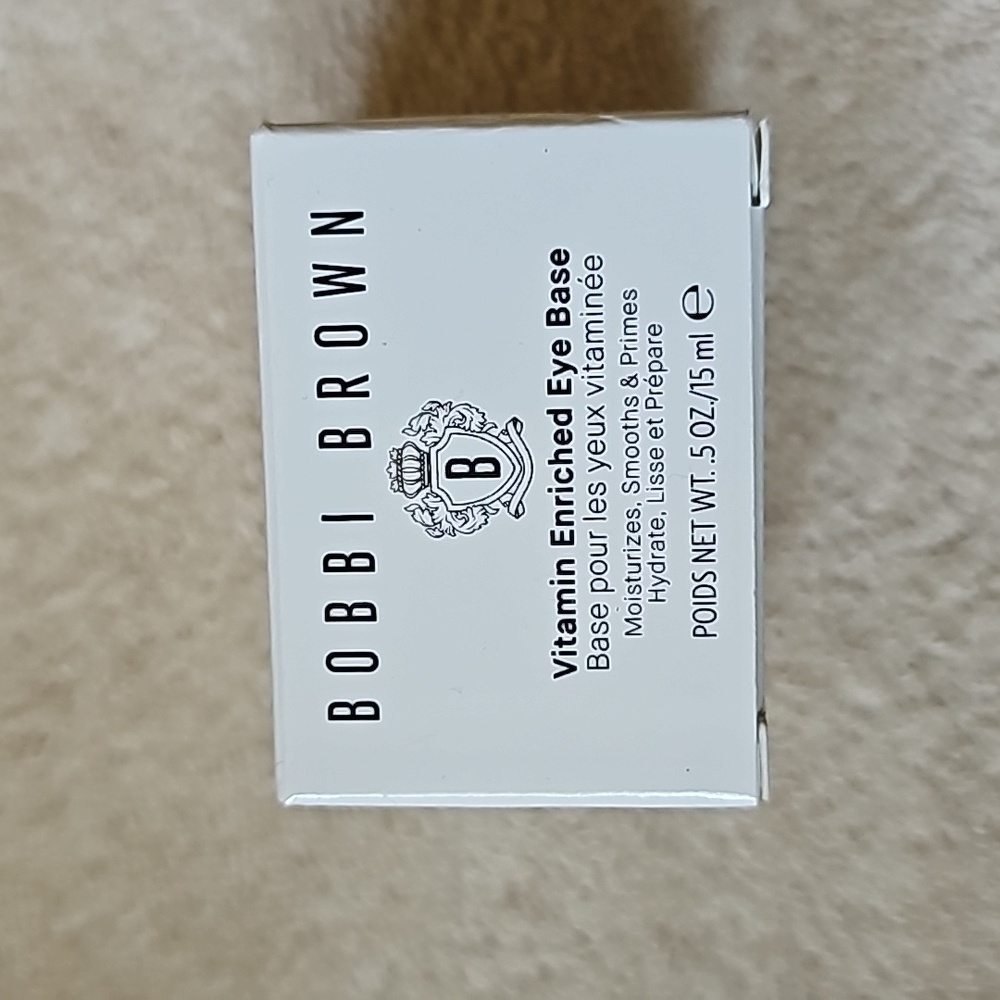 BOBBI BROWN
B
Vitamin Enriched Eye Base
Base pour les yeux vitaminée
Moisturizes, Smooths & Primes
Hydrate, Lisse et Prépare
POIDS NET WT. .5 OZ./15 ml ℮